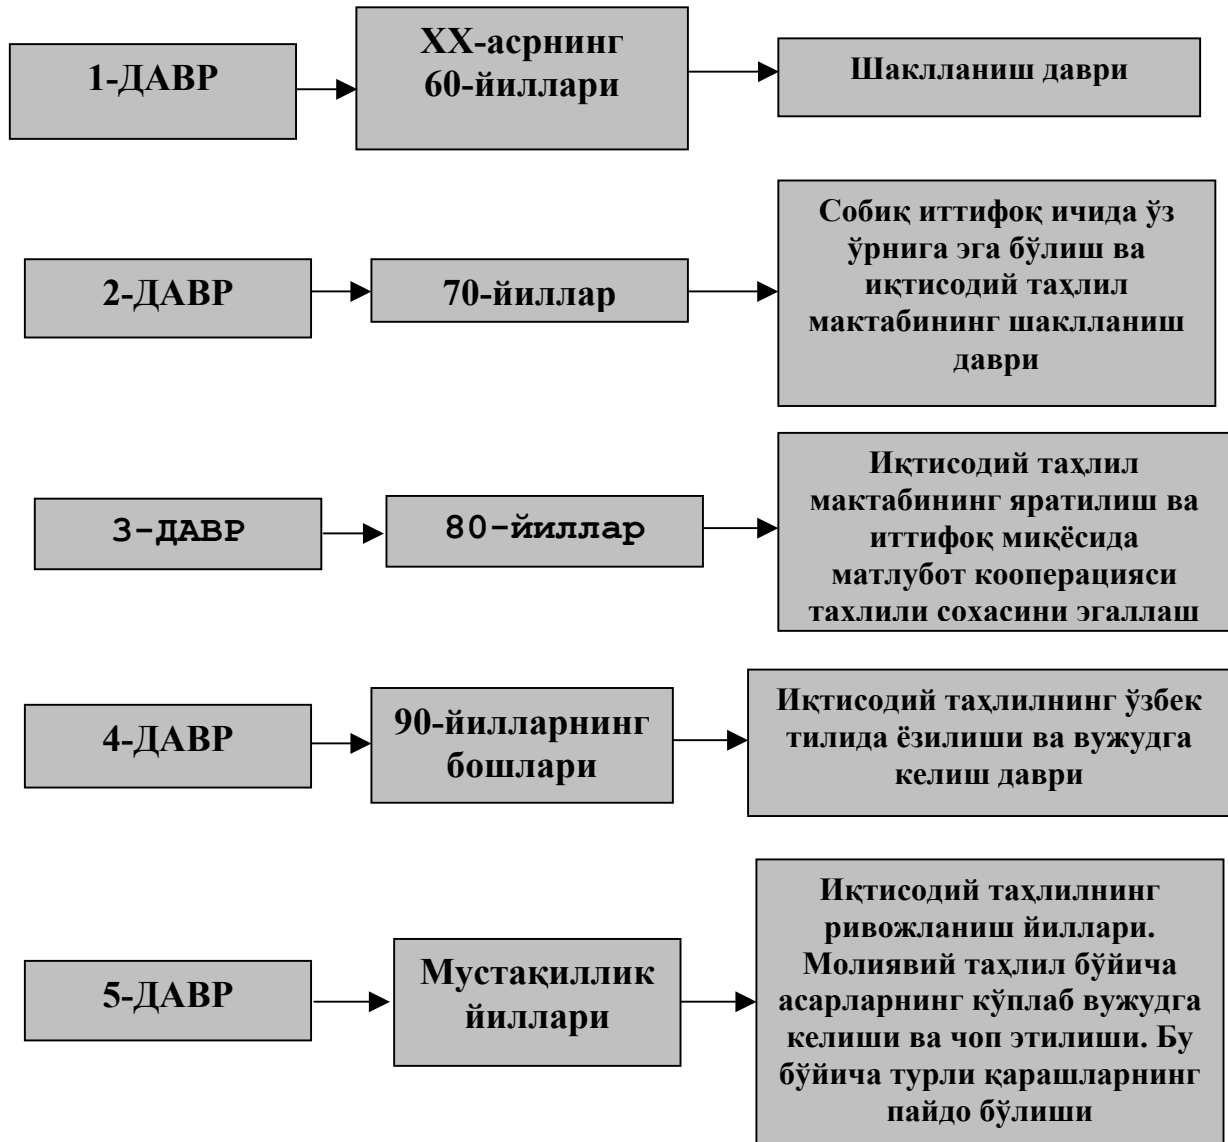 1-ДАВР
XX-асрнинг
60-йиллари
Шаклланиш даври
2-ДАВР
70-йиллар
Собиқ иттифоқ ичида ўз
ўрнига эга бўлиш ва
иқтисодий таҳлил
мактабининг шаклланиш
даври
3-ДАВР
80-йиллар
Иқтисодий таҳлил
мактабининг яратилиш ва
иттифоқ миқёсида
матлубот кооперацияси
тахлили сохасини эгаллаш
4-ДАВР
90-йилларнинг
бошлари
Иқтисодий таҳлилнинг ўзбек
тилида ёзилиши ва вужудга
келиш даври
5-ДАВР
Мустақиллик
йиллари
Иқтисодий таҳлилнинг
ривожланиш йиллари.
Молиявий таҳлил бўйича
асарларнинг кўплаб вужудга
келиши ва чоп этилиши. Бу
бўйича турли қарашларнинг
пайдо бўлиши